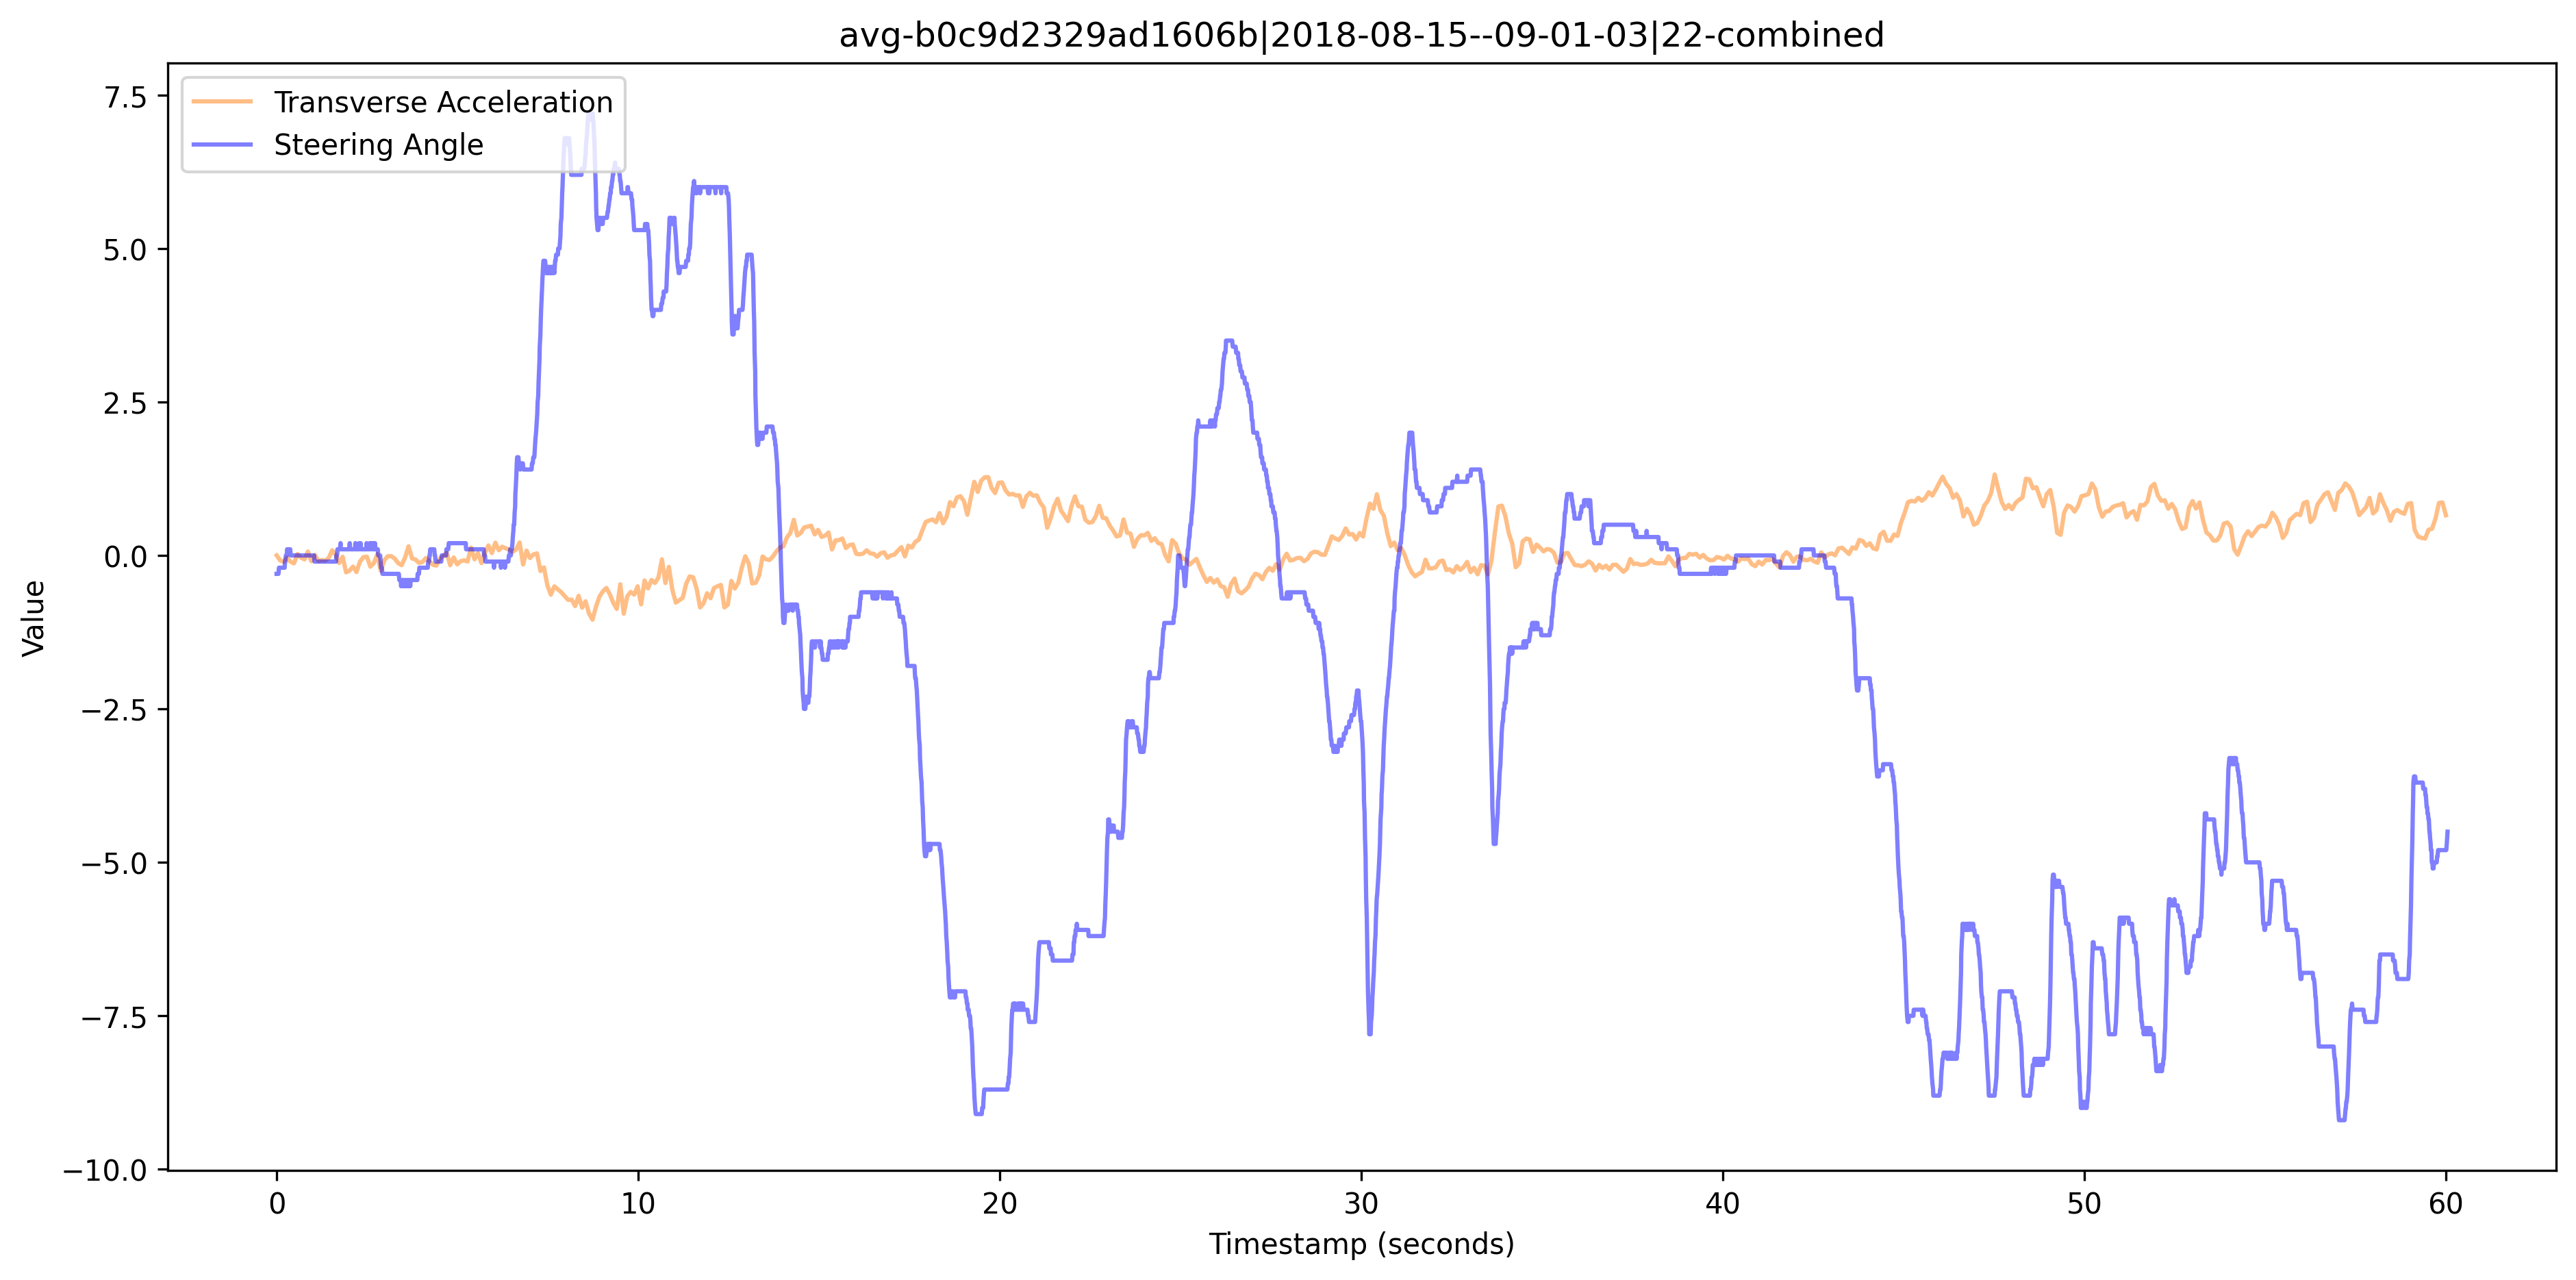 avg-b0c9d2329ad1606b|2018-08-15--09-01-03|22-combined
Transverse Acceleration
Steering Angle
7.5
5.0
2.5
0.0
−2.5
−5.0
−7.5
−10.0
Value
0 10 20 30 40 50 60
Timestamp (seconds)